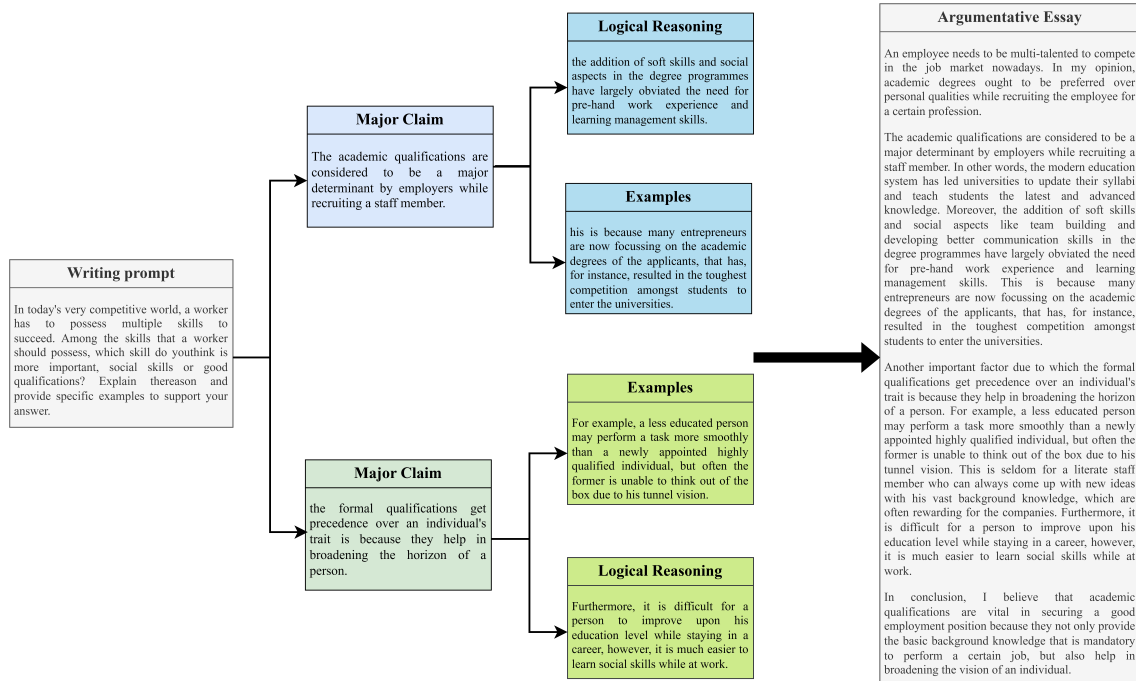 Writing prompt
In today's very competitive world, a worker
has to possess multiple skills to
succeed. Among the skills that a worker
should possess, which skill do youthink is
more important, social skills or good
qualifications? Explain thereason and
provide specific examples to support your
answer.
Major Claim
The academic qualifications are
considered to be a major
determinant by employers while
recruiting a staff member.
Major Claim
the formal qualifications get
precedence over an individual's
trait is because they help in
broadening the horizon of a
person.
Logical Reasoning
the addition of soft skills and social
aspects in the degree programmes
have largely obviated the need for
pre-hand work experience and
learning management skills.
Examples
his is because many entrepreneurs
are now focussing on the academic
degrees of the applicants, that has,
for instance, resulted in the toughest
competition amongst students to
enter the universities.
Examples
For example, a less educated person
may perform a task more smoothly
than a newly appointed highly
qualified individual, but often the
former is unable to think out of the
box due to his tunnel vision.
Logical Reasoning
Furthermore, it is difficult for a
person to improve upon his
education level while staying in a
career, however, it is much easier to
learn social skills while at work.
Argumentative Essay
An employee needs to be multi-talented to compete
in the job market nowadays. In my opinion,
academic degrees ought to be preferred over
personal qualities while recruiting the employee for
a certain profession.
The academic qualifications are considered to be a
major determinant by employers while recruiting a
staff member. In other words, the modern education
system has led universities to update their syllabi
and teach students the latest and advanced
knowledge. Moreover, the addition of soft skills
and social aspects like team building and
developing better communication skills in the
degree programmes have largely obviated the need
for pre-hand work experience and learning
management skills. This is because many
entrepreneurs are now focussing on the academic
degrees of the applicants, that has, for instance,
resulted in the toughest competition amongst
students to enter the universities.
Another important factor due to which the formal
qualifications get precedence over an individual's
trait is because they help in broadening the horizon
of a person. For example, a less educated person
may perform a task more smoothly than a newly
appointed highly qualified individual, but often the
former is unable to think out of the box due to his
tunnel vision. This is seldom for a literate staff
member who can always come up with new ideas
with his vast background knowledge, which are
often rewarding for the companies. Furthermore, it
is difficult for a person to improve upon his
education level while staying in a career, however,
it is much easier to learn social skills while at
work.
In conclusion, I believe that academic
qualifications are vital in securing a good
employment position because they not only provide
the basic background knowledge that is mandatory
to perform a certain job, but also help in
broadening the vision of an individual.